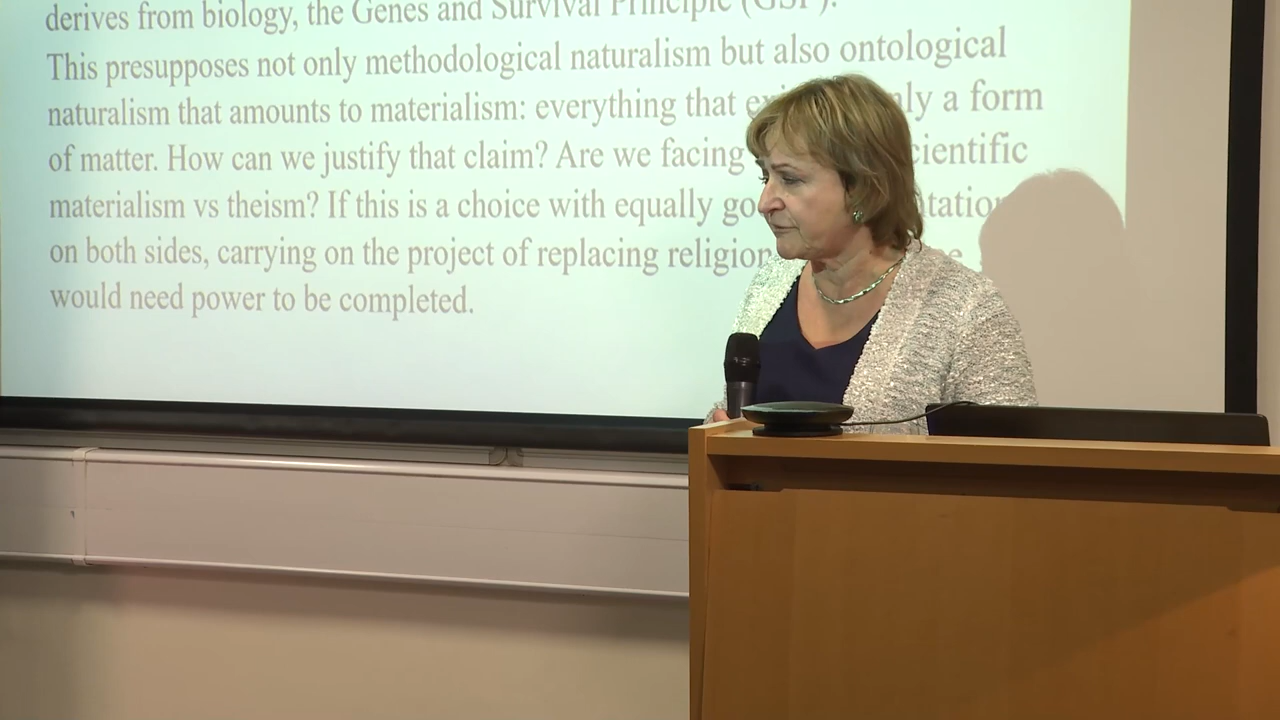 derives from biology, the Genes and Survival Principle (GSP).
This presupposes not only methodological naturalism but also ontological
naturalism that amounts to materialism: everything that a form
of matter. How can we justify that claim? Are we facing
materialism vs theism? If this is a choice with equally
on both sides, carrying on the project of replacing
would need power to be completed.